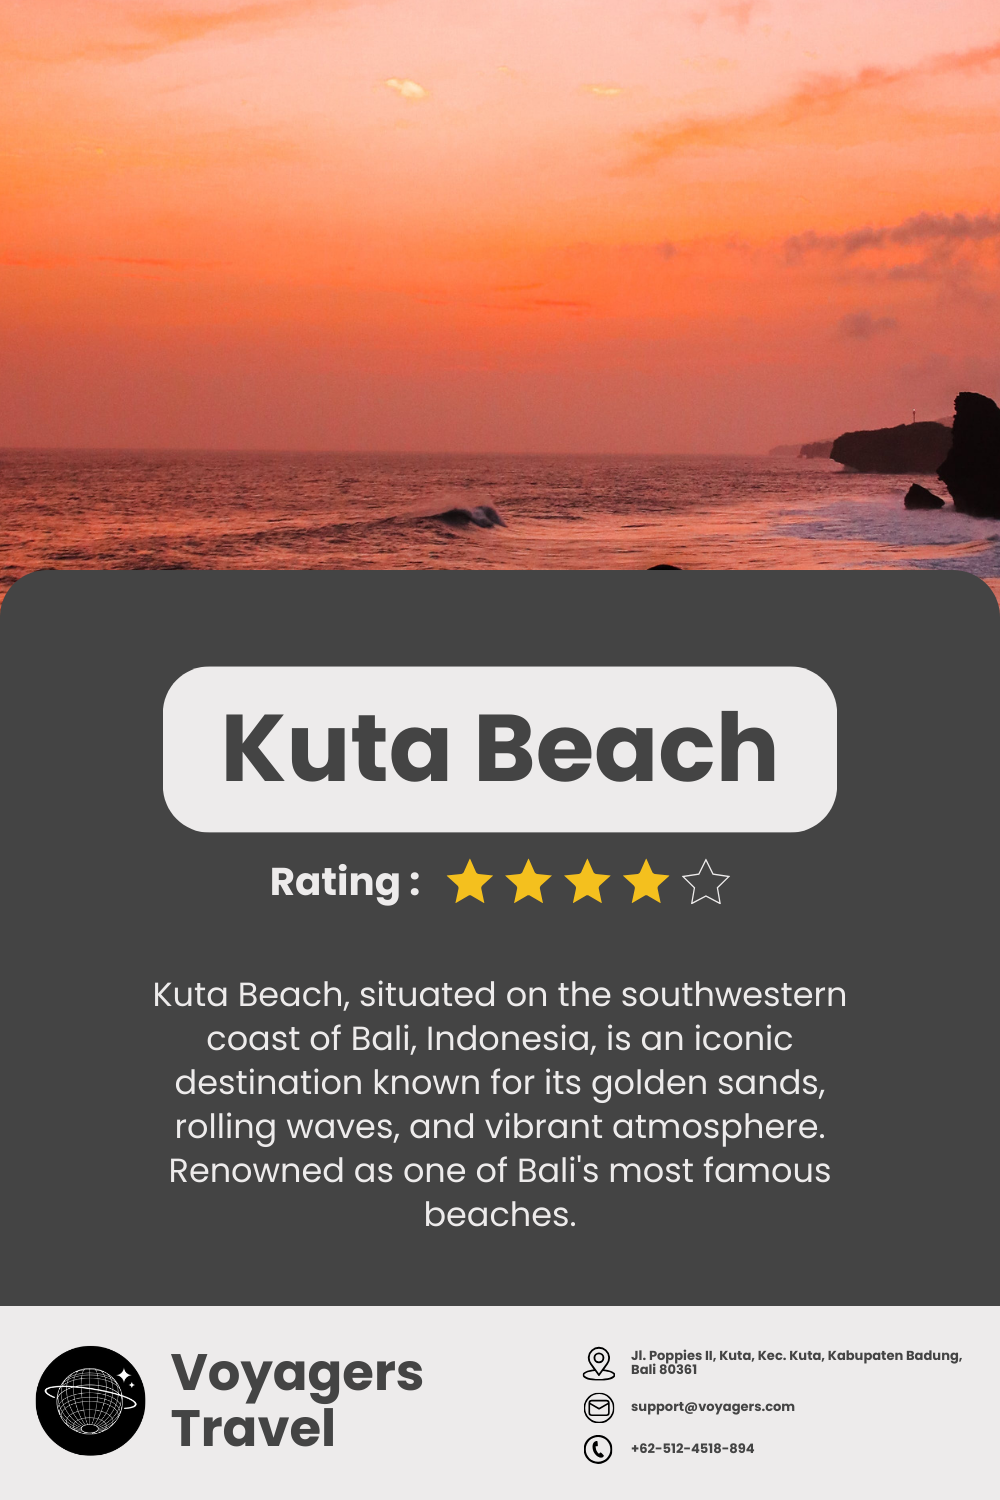 Kuta Beach
Rating :
Kuta Beach, situated on the southwestern
coast of Bali, Indonesia, is an iconic
destination known for its golden sands,
rolling waves, and vibrant atmosphere.
Renowned as one of Bali's most famous
beaches.
Voyagers
Travel
Jl. Poppies II, Kuta, Kec. Kuta, Kabupaten Badung,
Bali 80361
support@voyagers.com
+62-512-4518-894